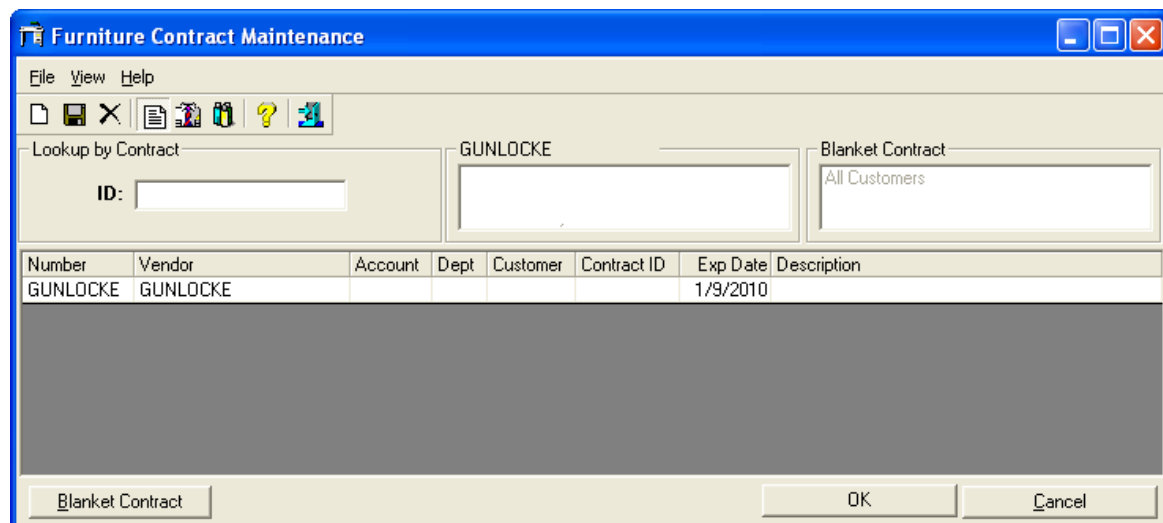 Furniture Contract Maintenance
File View Help
Lookup by Contract GUNLOCKE Blanket Contract
ID: All Customers
Number Vendor Account Dept Customer Contract ID Exp Date Description
GUNLOCKE GUNLOCKE 1/9/2010
Blanket Contract OK Cancel